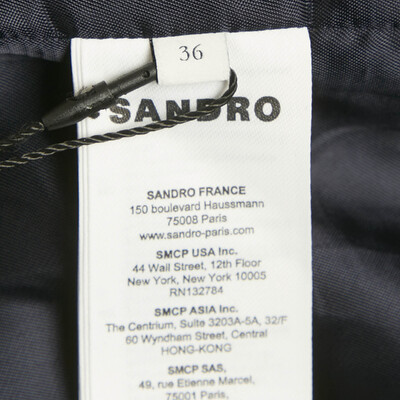 36
SANDRO
SANDRO FRANCE
150 boulevard Haussmann
75008 Paris
www.sandro-paris.com
SMCP USA Inc.
44 Wall Street, 12th Floor
New York, New York 10005
RN132784
SMCP ASIA Inc.
The Centrium, Suite 3203A-5A, 32/F
60 Wyndham Street, Central
HONG-KONG
SMCP SAS,
49, rue Etienne Marcel,
75001 Paris